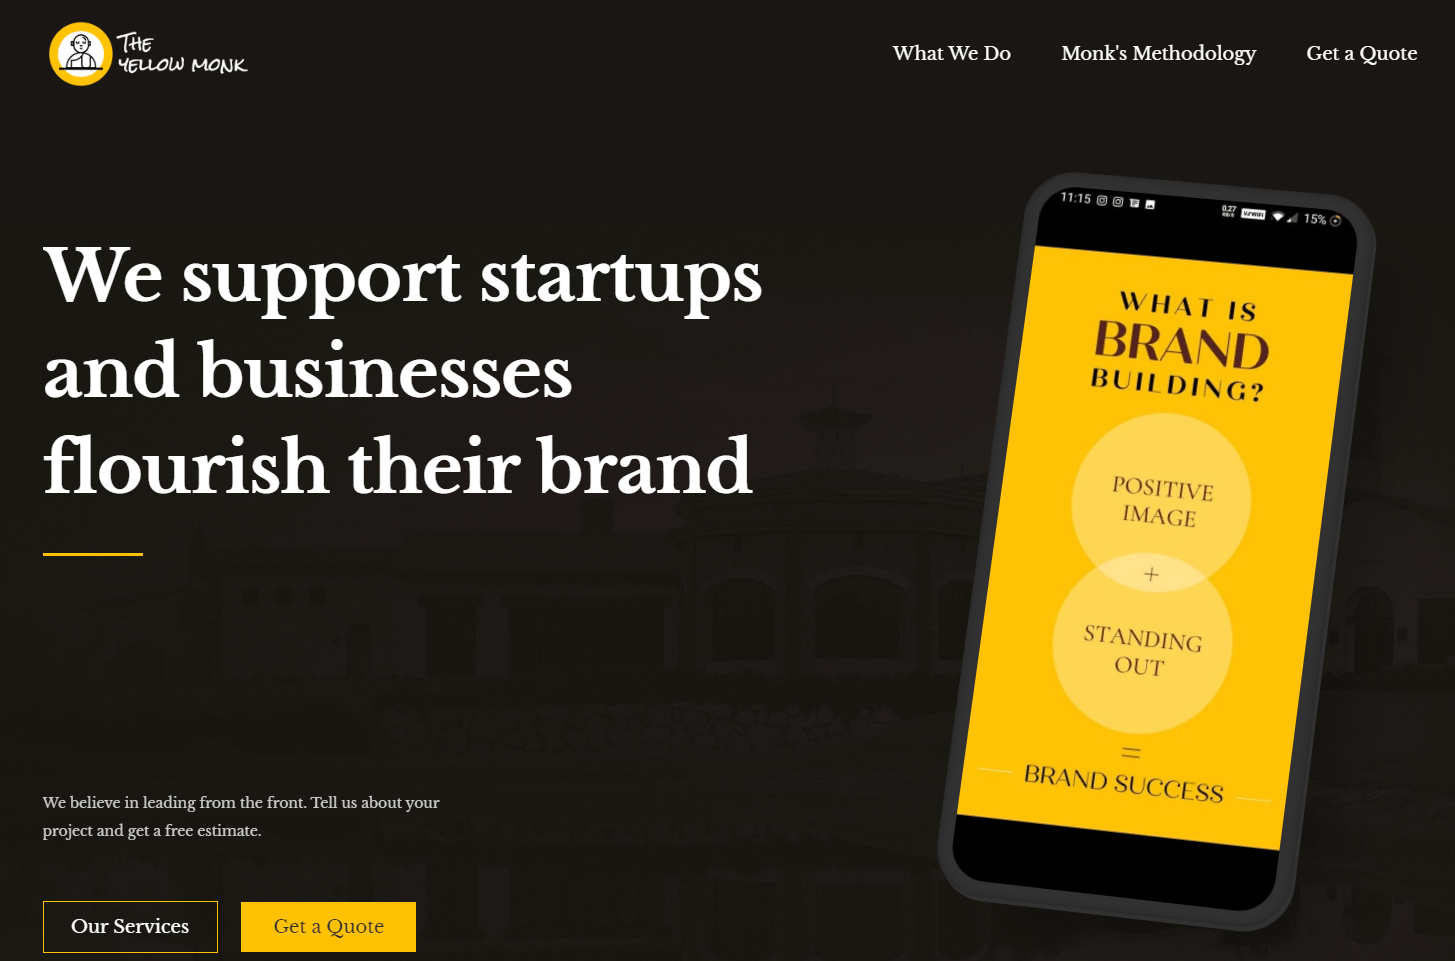 The
Yellow Monk
What We Do
Monk's Methodology
Get a Quote
We support startups
and businesses
flourish their brand
We believe in leading from the front. Tell us about your
project and get a free estimate.
Our Services
Get a Quote
11:15
0.27
15%
WHAT IS
BRAND
BUILDING?
POSITIVE
IMAGE
+
STANDING
OUT
=
BRAND SUCCESS